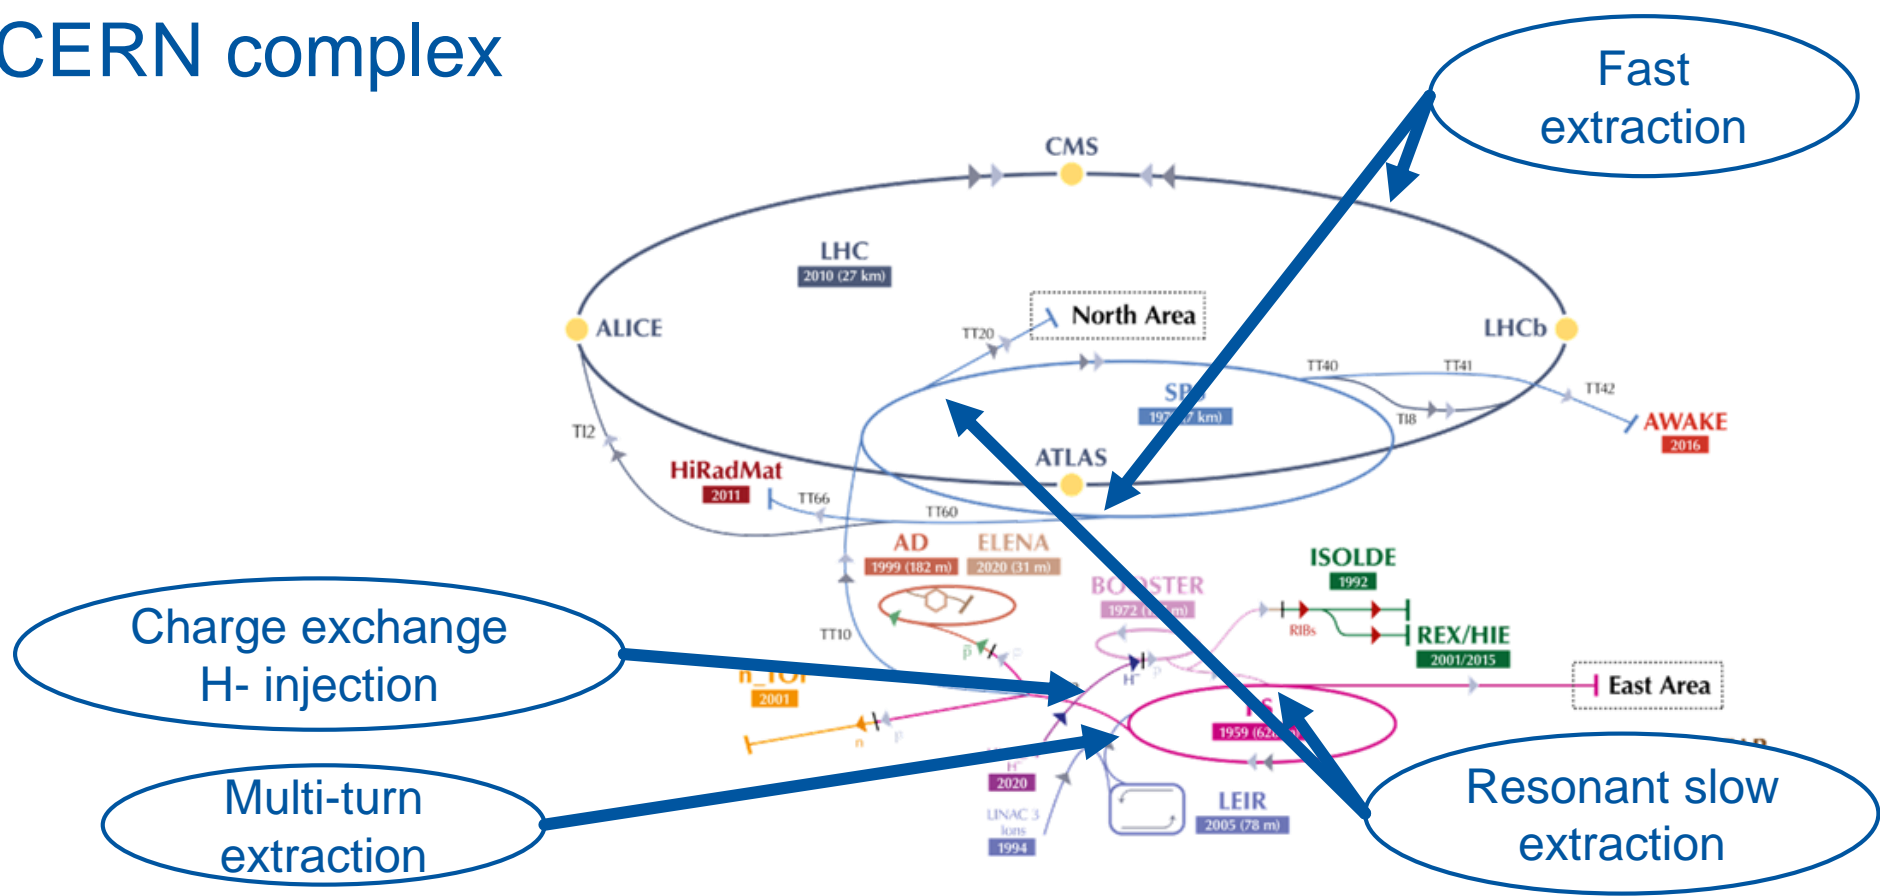 CERN complex
Fast
extraction
CMS
LHC
2010 (27 km)
North Area
ALICE
LHCb
TT20
TT40
TT41
TT42
TI8
TI2
AWAKE
2016
ATLAS
HiRadMat
2011
TT66
TT60
AD
1999 (182 m)
ELENA
2020 (31 m)
ISOLDE
1992
1972
RIBs
REX/HIE
2001/2015
TT10
Charge exchange
H- injection
p
H-
2001
East Area
n
p
1959
H-
2020
Multi-turn
extraction
LINAC 3
Ions
1994
LEIR
2005 (78 m)
Resonant slow
extraction